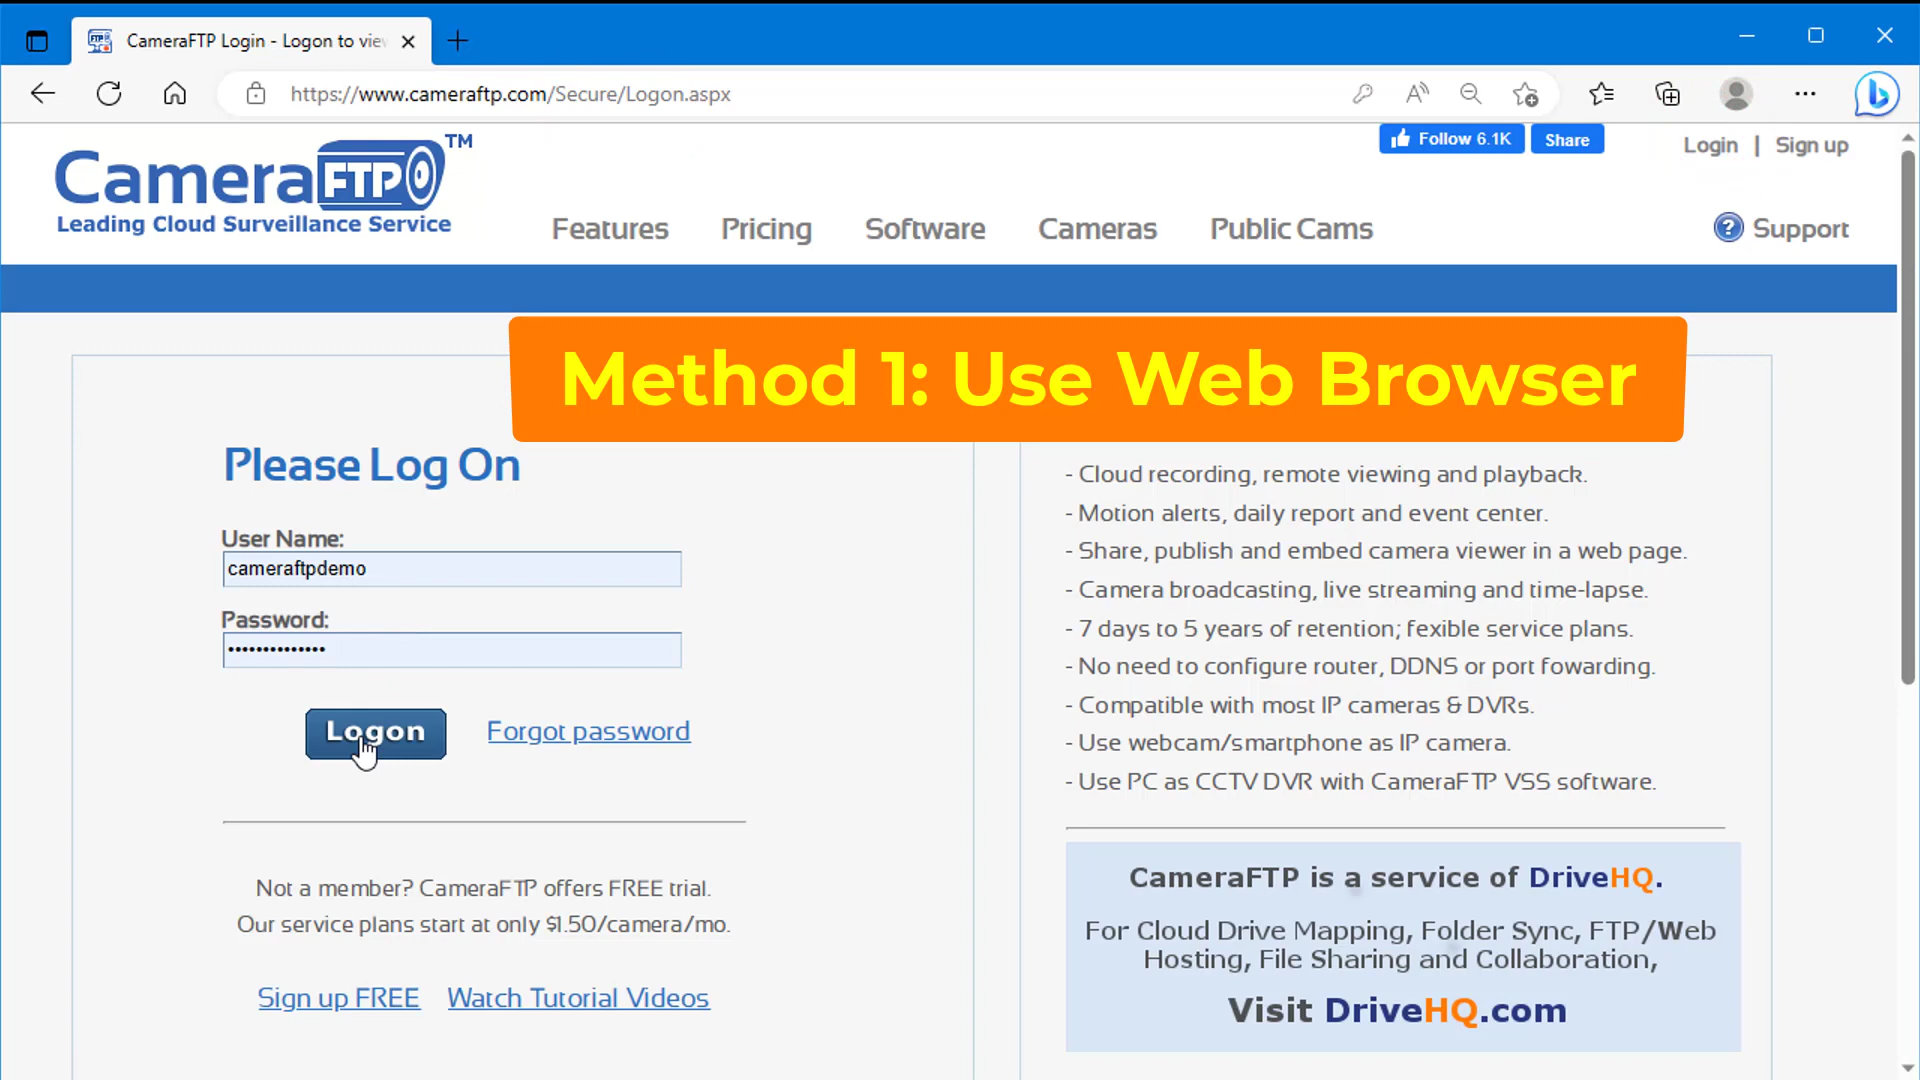 CameraFTP Login - Logon to vie
https://www.cameraftp.com/Secure/Logon.aspx
CameraFTP™
Leading Cloud Surveillance Service
Follow 6.1K
Share
Login | Sign up
Features
Pricing
Software
Cameras
Public Cams
Support
Method 1: Use Web Browser
Please Log On
User Name:
cameraftpdemo
Password:
••••••••••••••
Logon
Forgot password
Not a member? CameraFTP offers FREE trial.
Our service plans start at only $1.50/camera/mo.
Sign up FREE
Watch Tutorial Videos
- Cloud recording, remote viewing and playback.
- Motion alerts, daily report and event center.
- Share, publish and embed camera viewer in a web page.
- Camera broadcasting, live streaming and time-lapse.
- 7 days to 5 years of retention; fexible service plans.
- No need to configure router, DDNS or port fowarding.
- Compatible with most IP cameras & DVRs.
- Use webcam/smartphone as IP camera.
- Use PC as CCTV DVR with CameraFTP VSS software.
CameraFTP is a service of DriveHQ.
For Cloud Drive Mapping, Folder Sync, FTP/Web
Hosting, File Sharing and Collaboration,
Visit DriveHQ.com